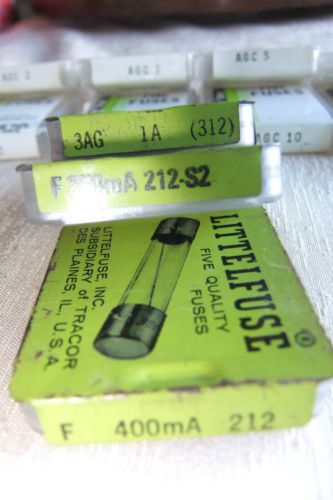 AGC 2
AGC 3
AGC 5
AGC 10
3AG 1A (312)
F mA 212-S2
LITTELFUSE®
FIVE QUALITY
FUSES
LITTELFUSE, INC.
SUBSIDIARY of TRACOR
DES PLAINES, IL., U.S.A.
F 400mA 212